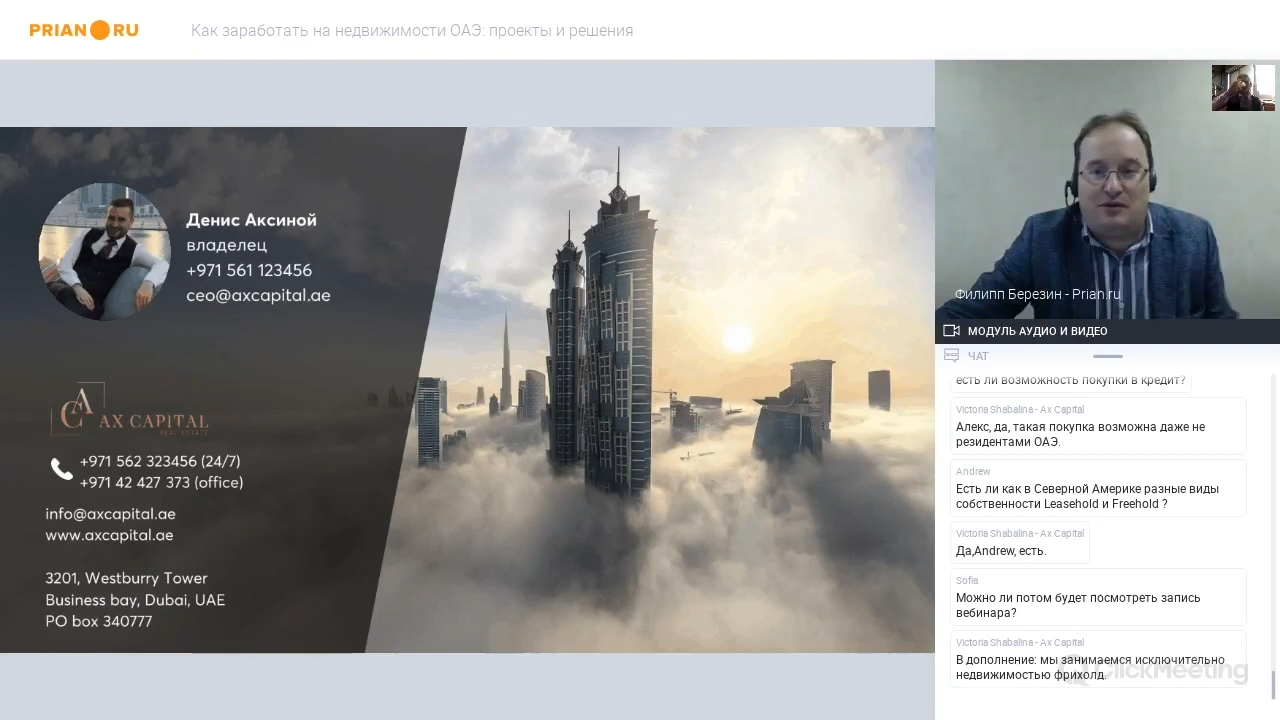 PRIAN RU
Как заработать на недвижимости ОАЭ: проекты и решения
Денис Аксиной
владелец
+971 561 123456
ceo@axcapital.ae
CA AX CAPITAL
REAL ESTATE
+971 562 323456 (24/7)
+971 42 427 373 (office)
info@axcapital.ae
www.axcapital.ae
3201, Westburry Tower
Business bay, Dubai, UAE
PO box 340777
Филипп Березин - Prian.ru
МОДУЛЬ АУДИО И ВИДЕО
ЧАТ
есть ли возможность покупки в кредит?
Victoria Shabalina - Ax Capital
Алекс, да, такая покупка возможна даже не
резидентами ОАЭ.
Andrew
Есть ли как в Северной Америке разные виды
собственности Leasehold и Freehold ?
Victoria Shabalina - Ax Capital
Да,Andrew, есть.
Sofia
Можно ли потом будет посмотреть запись
вебинара?
Victoria Shabalina - Ax Capital
В дополнение: мы занимаемся исключительно
недвижимостью фрихолд.
ClickMeeting